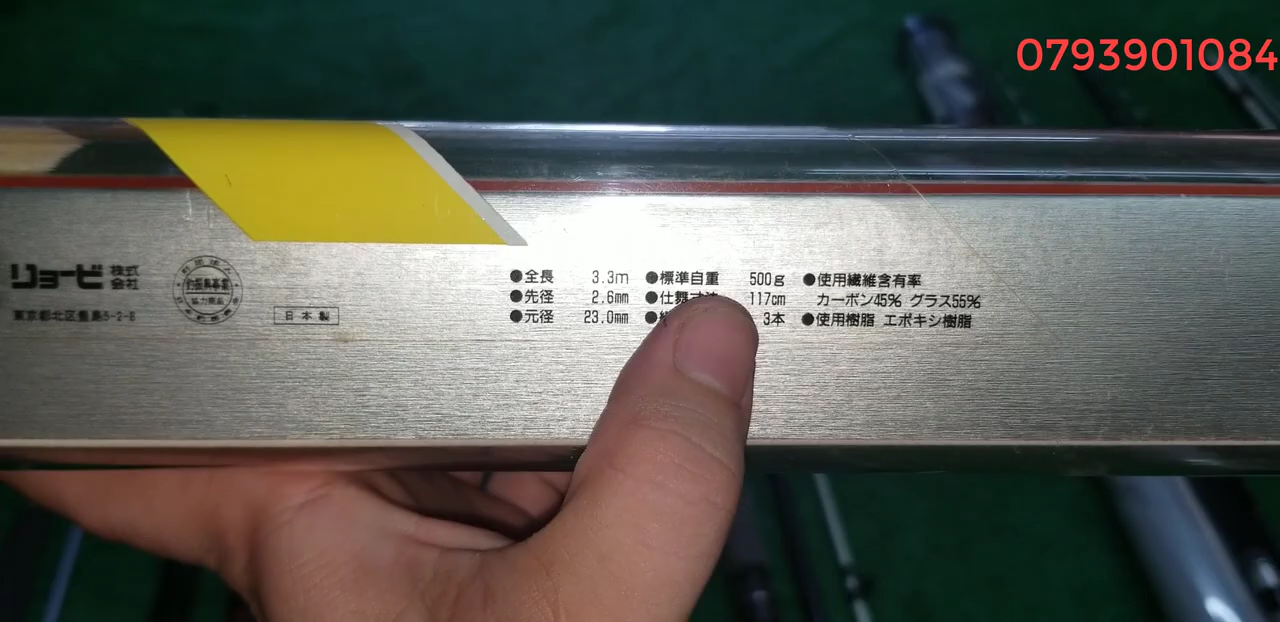 0793901084
リョービ 株式会社
東京都北区豊島5-2-8
日本製
●全長 3.3m ●標準自重 500g ●使用繊維含有率
●先径 2.6mm ●仕舞寸法 117cm カーボン45% グラス55%
●元径 23.0mm ● 3本 ●使用樹脂 エポキシ樹脂